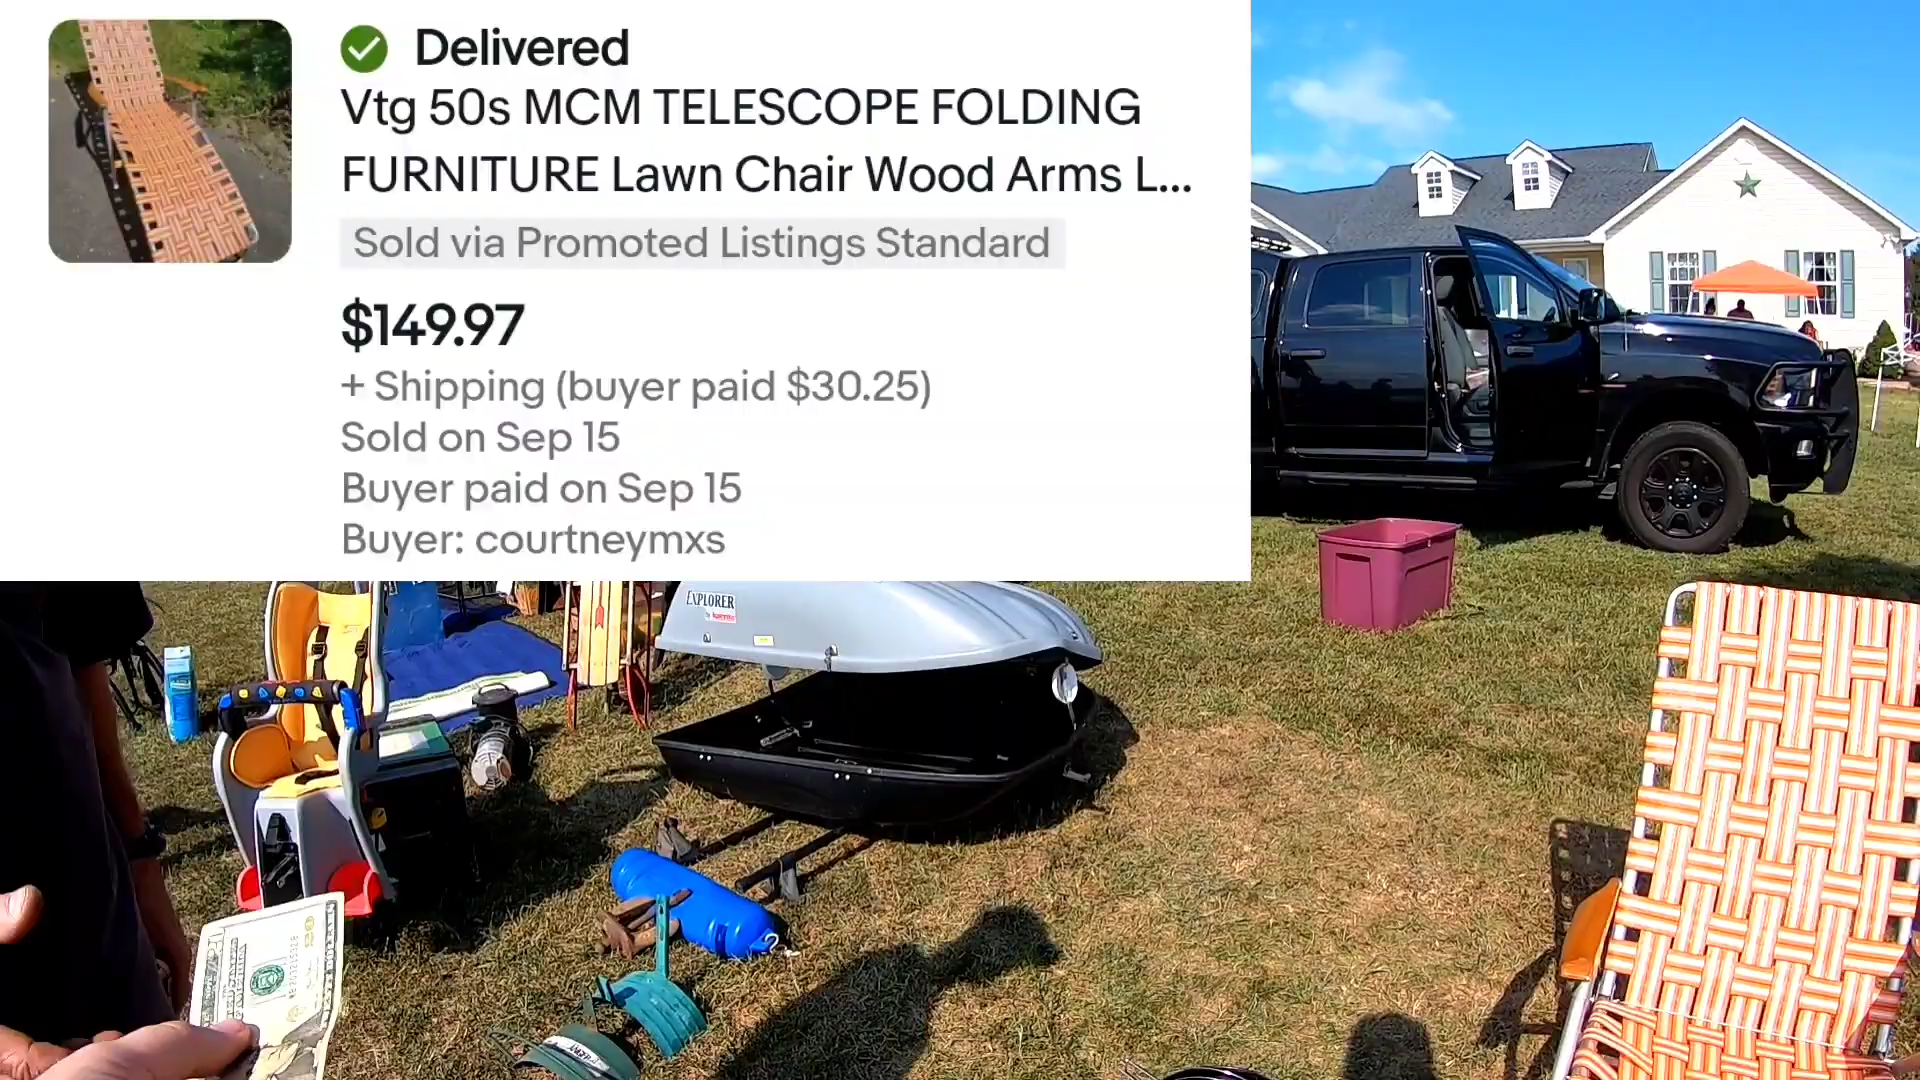 Delivered
Vtg 50s MCM TELESCOPE FOLDING
FURNITURE Lawn Chair Wood Arms L...
Sold via Promoted Listings Standard
$149.97
+ Shipping (buyer paid $30.25)
Sold on Sep 15
Buyer paid on Sep 15
Buyer: courtneymxs
EXPLORER